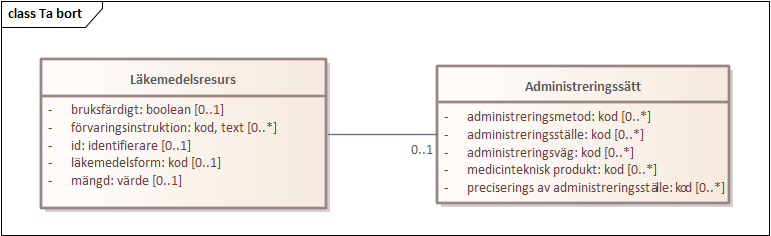 class Ta bort
Läkemedelsresurs
- bruksfärdigt: boolean [0..1]
- förvaringsinstruktion: kod, text [0..*]
- id: identifierare [0..1]
- läkemedelsform: kod [0..1]
- mängd: värde [0..1]
0..1
Administreringssätt
- administreringsmetod: kod [0..*]
- administreringsställe: kod [0..*]
- administreringsväg: kod [0..*]
- medicinteknisk produkt: kod [0..*]
- preciserings av administreringsställe: kod [0..*]